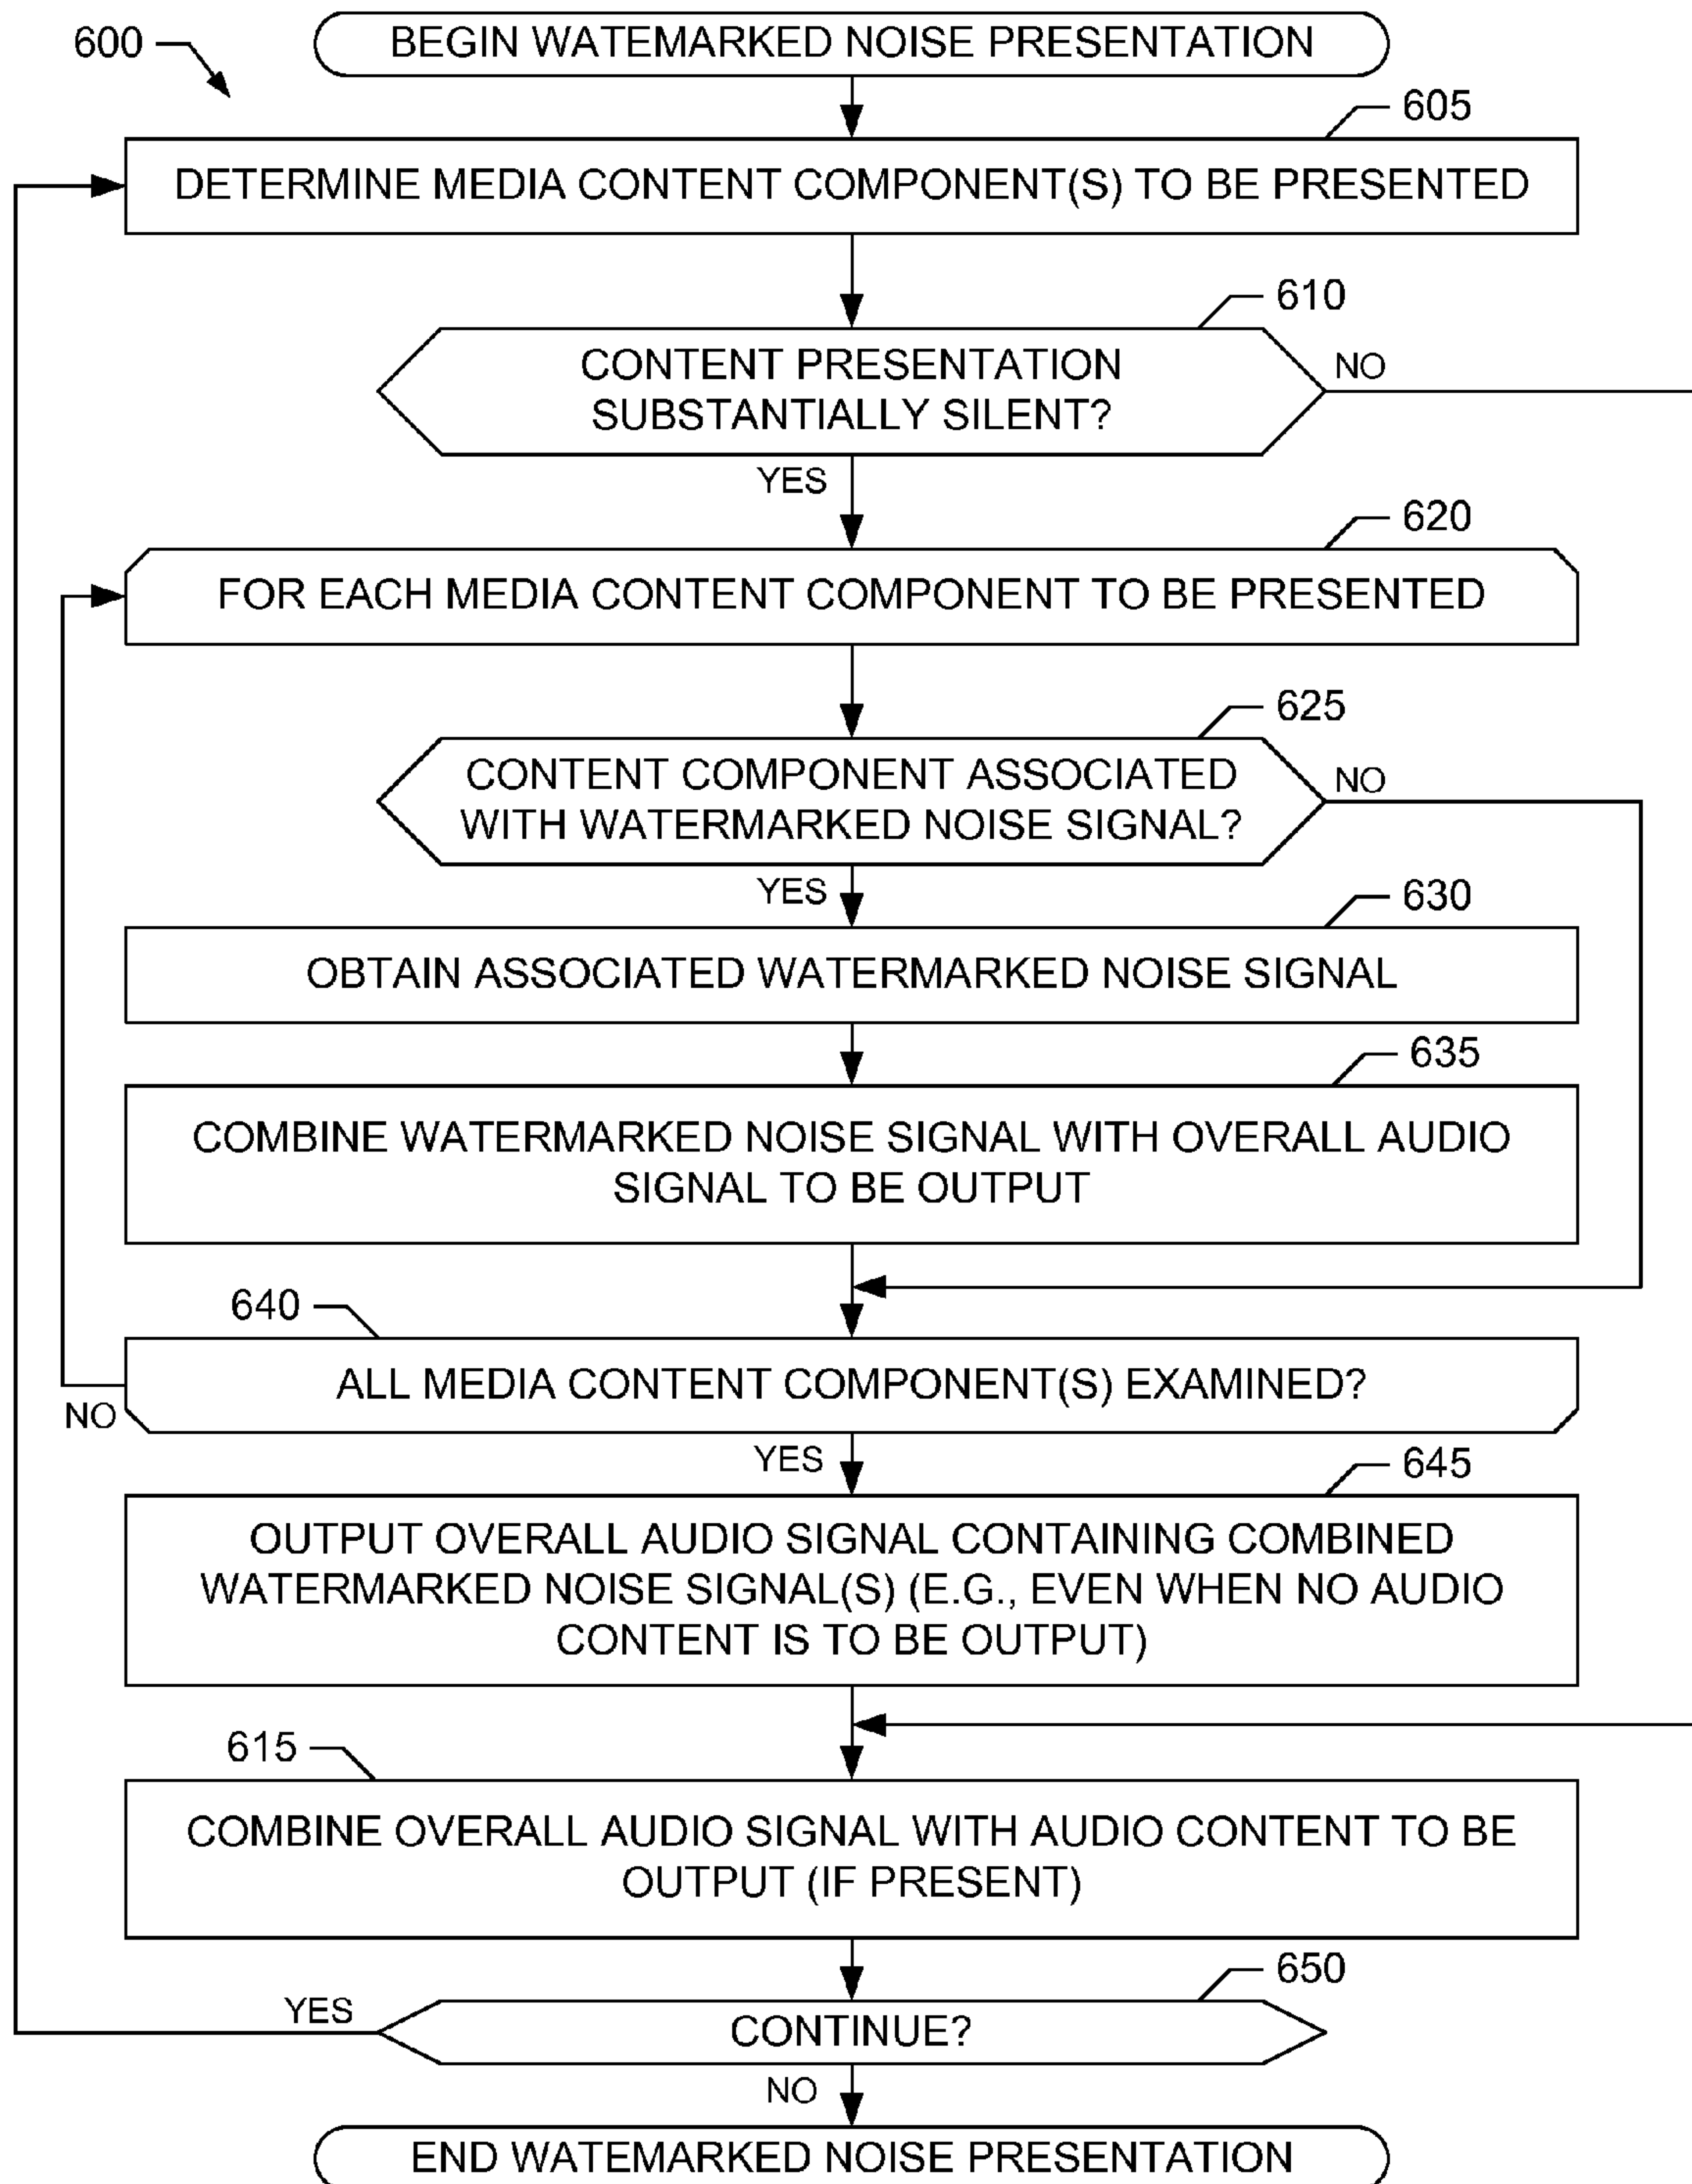 600
BEGIN WATEMARKED NOISE PRESENTATION
605
DETERMINE MEDIA CONTENT COMPONENT(S) TO BE PRESENTED
610
CONTENT PRESENTATION
SUBSTANTIALLY SILENT?
NO
YES
620
FOR EACH MEDIA CONTENT COMPONENT TO BE PRESENTED
625
CONTENT COMPONENT ASSOCIATED
WITH WATERMARKED NOISE SIGNAL?
NO
YES
630
OBTAIN ASSOCIATED WATERMARKED NOISE SIGNAL
635
COMBINE WATERMARKED NOISE SIGNAL WITH OVERALL AUDIO
SIGNAL TO BE OUTPUT
640
ALL MEDIA CONTENT COMPONENT(S) EXAMINED?
NO
YES
645
OUTPUT OVERALL AUDIO SIGNAL CONTAINING COMBINED
WATERMARKED NOISE SIGNAL(S) (E.G., EVEN WHEN NO AUDIO
CONTENT IS TO BE OUTPUT)
615
COMBINE OVERALL AUDIO SIGNAL WITH AUDIO CONTENT TO BE
OUTPUT (IF PRESENT)
650
YES
CONTINUE?
NO
END WATEMARKED NOISE PRESENTATION